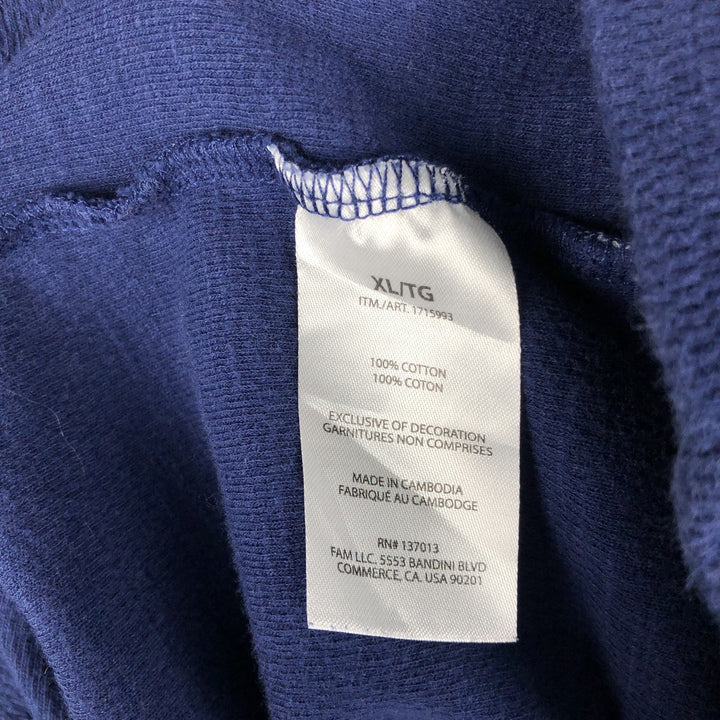 XL/TG
ITM./ART. 1715993
100% COTTON
100% COTON
EXCLUSIVE OF DECORATION
GARNITURES NON COMPRISES
MADE IN CAMBODIA
FABRIQUÉ AU CAMBODGE
RN# 137013
FAM LLC. 5553 BANDINI BLVD
COMMERCE, CA. USA 90201